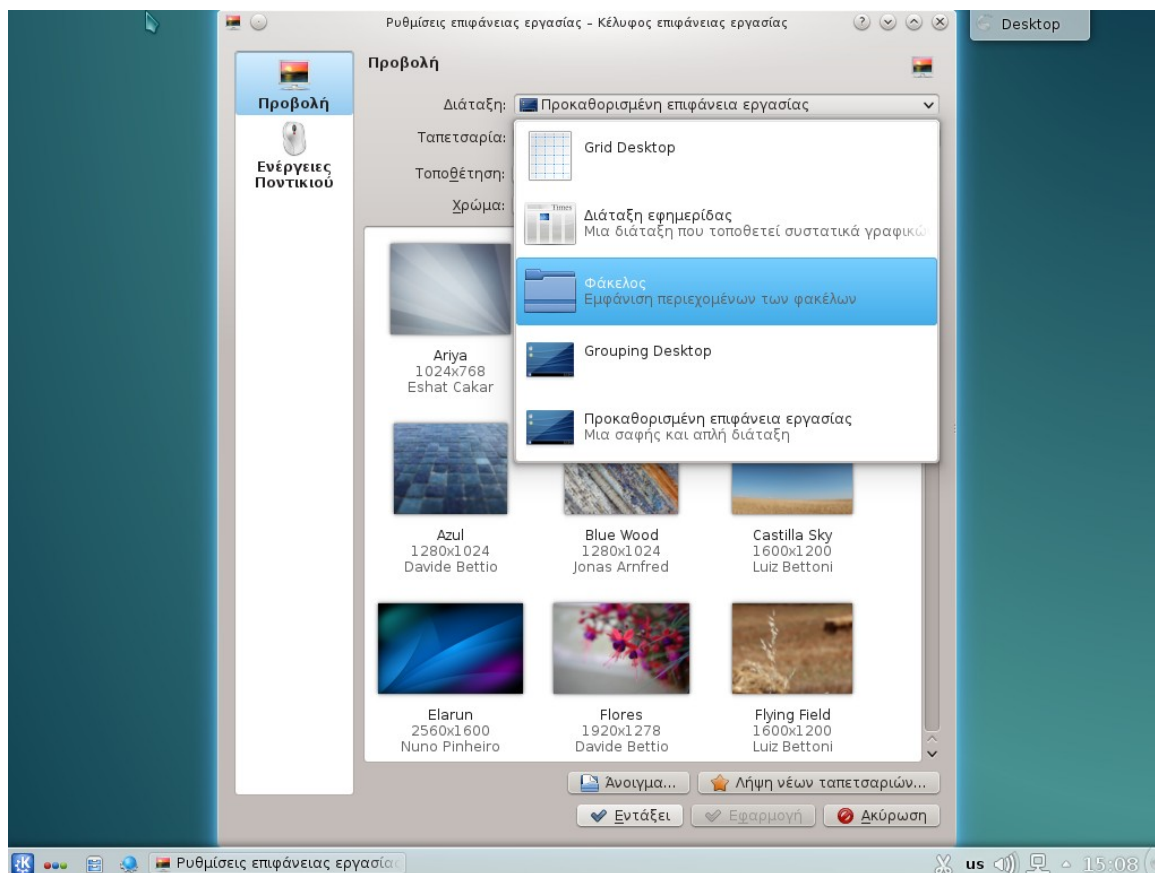 Ρυθμίσεις επιφάνειας εργασίας – Κέλυφος επιφάνειας εργασίας
Desktop
Προβολή
Ενέργειες
Ποντικιού
Προβολή
Διάταξη: Προκαθορισμένη επιφάνεια εργασίας
Ταπετσαρία:
Τοποθέτηση:
Χρώμα:
Grid Desktop
Times
Διάταξη εφημερίδας
Μια διάταξη που τοποθετεί συστατικά γραφικώ
Φάκελος
Εμφάνιση περιεχομένων των φακέλων
Grouping Desktop
Προκαθορισμένη επιφάνεια εργασίας
Μια σαφής και απλή διάταξη
Ariya
1024x768
Eshat Cakar
Azul
1280x1024
Davide Bettio
Blue Wood
1280x1024
Jonas Arnfred
Castilla Sky
1600x1200
Luiz Bettoni
Elarun
2560x1600
Nuno Pinheiro
Flores
1920x1278
Davide Bettio
Flying Field
1600x1200
Luiz Bettoni
Άνοιγμα...
Λήψη νέων ταπετσαριών...
Εντάξει
Εφαρμογή
Ακύρωση
Ρυθμίσεις επιφάνειας εργασίας
us
15:08